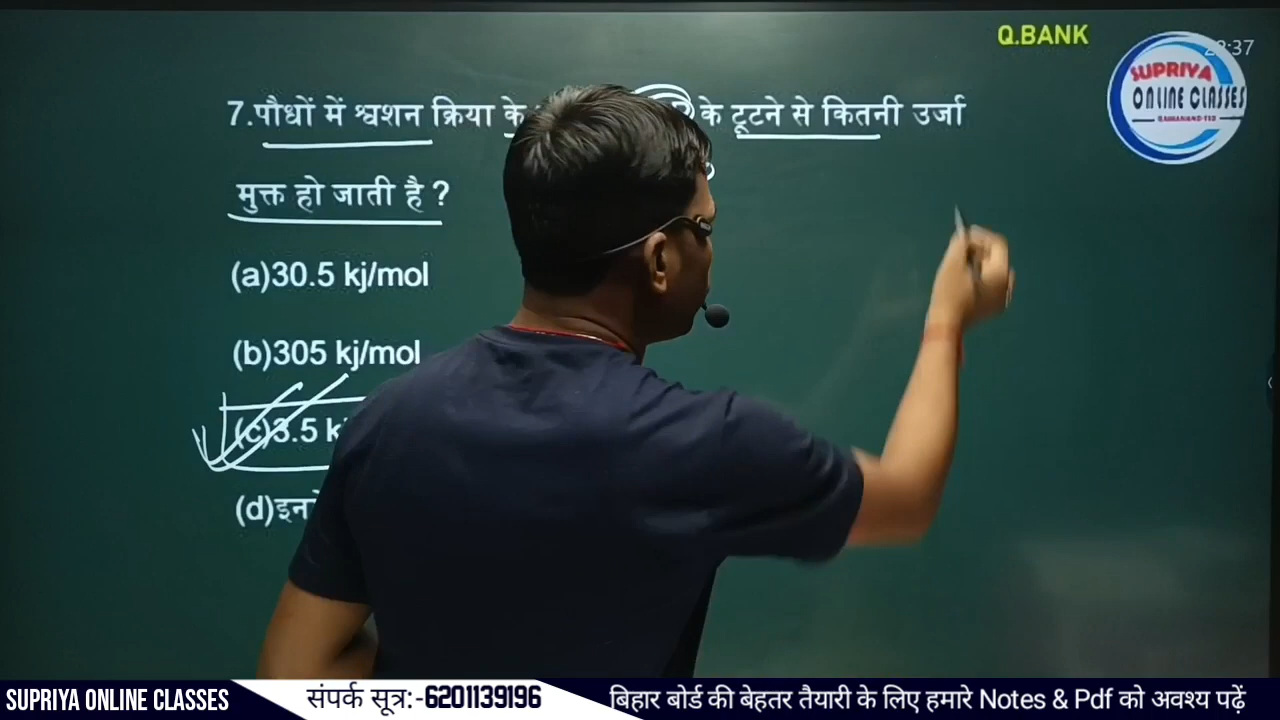 Q.BANK
:37
SUPRIYA
ONLINE CLASSES
7.पौधों में श्वशन क्रिया के के टूटने से कितनी उर्जा
मुक्त हो जाती है ?
(a)30.5 kj/mol
(b)305 kj/mol
(c)3.5
(d)
SUPRIYA ONLINE CLASSES
संपर्क सूत्र:-6201139196
बिहार बोर्ड की बेहतर तैयारी के लिए हमारे Notes & Pdf को अवश्य पढ़ें